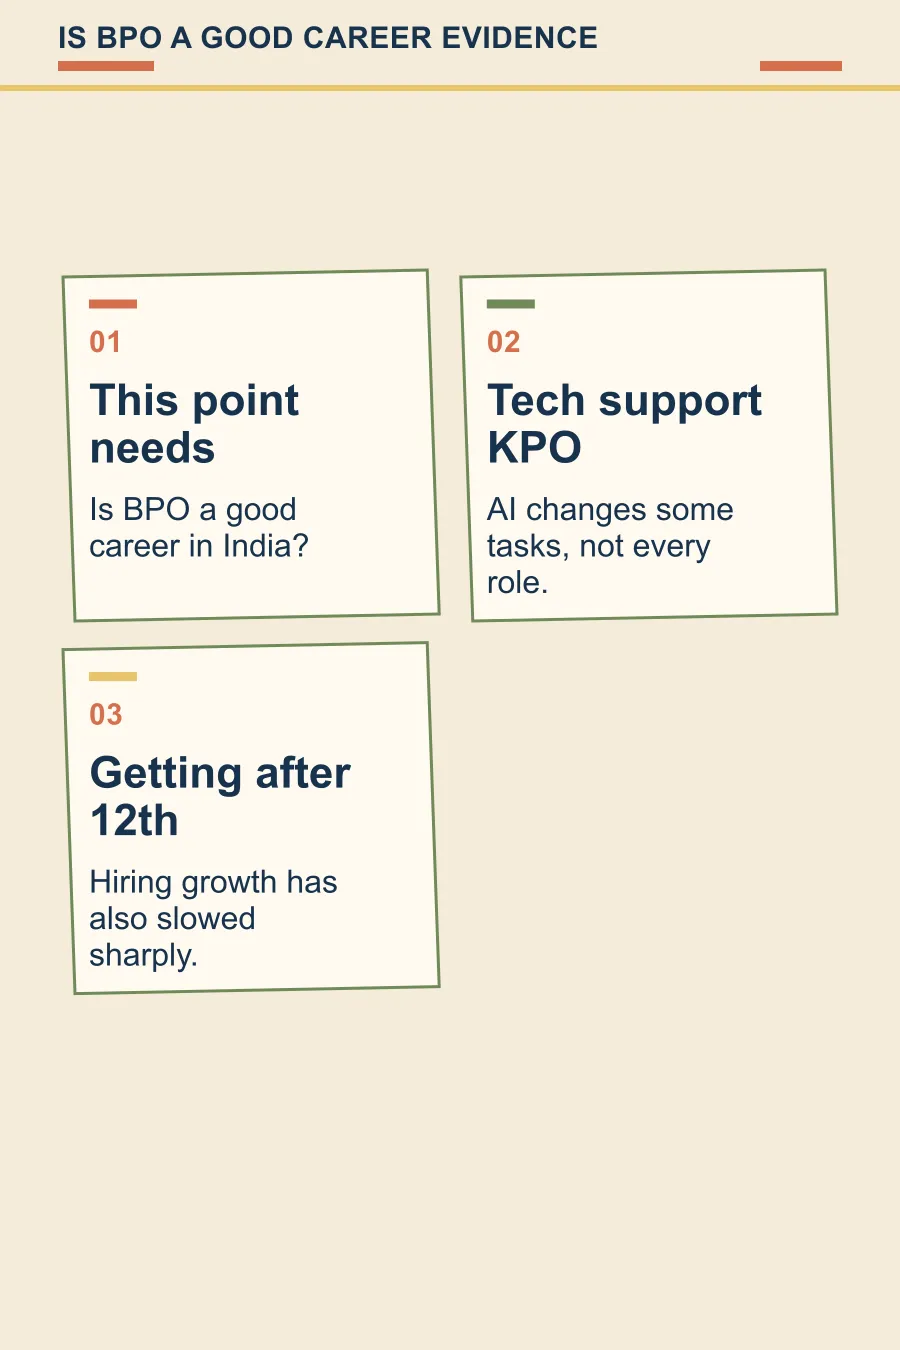 IS BPO A GOOD CAREER EVIDENCE
01
This point
needs
Is BPO a good
career in India?
02
Tech support
KPO
AI changes some
tasks, not every
role.
03
Getting after
12th
Hiring growth has
also slowed
sharply.